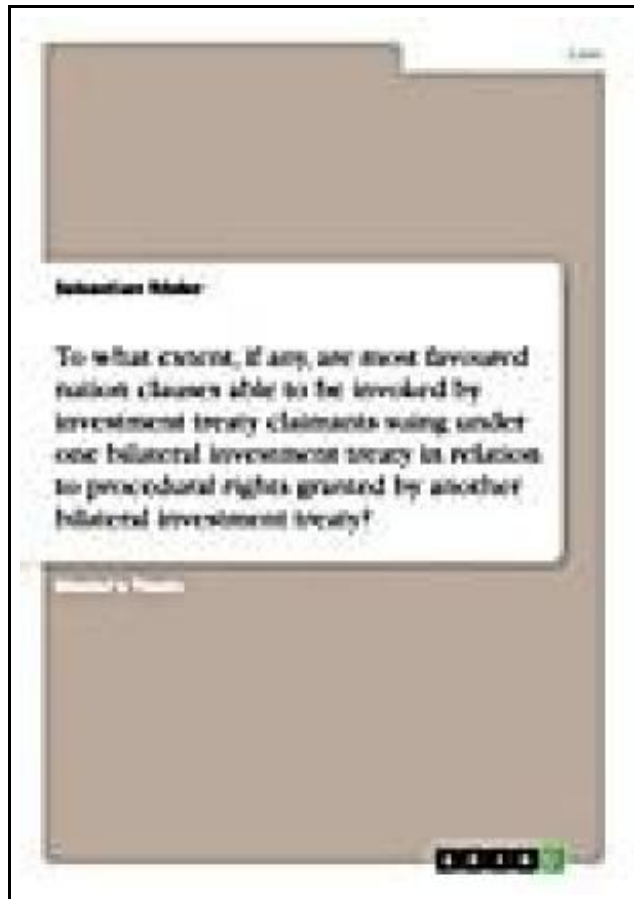 Sebastian
To what extent, if any, are most favoured
nation clauses able to be invoked by
investment treaty claimants suing under
one bilateral investment treaty in relation
to procedural rights granted by another
bilateral investment treaty?
Master's Thesis
GRIN